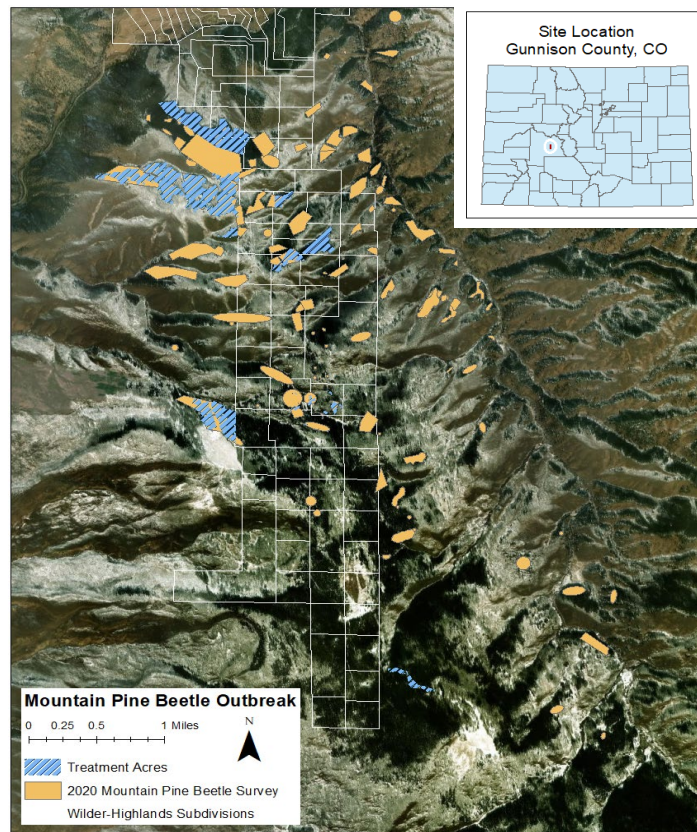 Site Location
Gunnison County, CO
Mountain Pine Beetle Outbreak
0 0.25 0.5 1 Miles
N
Treatment Acres
2020 Mountain Pine Beetle Survey
Wilder-Highlands Subdivisions